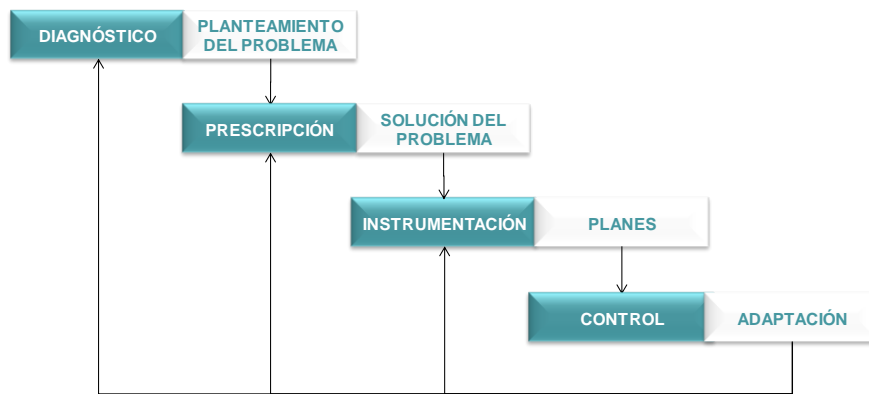 DIAGNÓSTICO
PLANTEAMIENTO
DEL PROBLEMA
PRESCRIPCIÓN
SOLUCIÓN DEL
PROBLEMA
INSTRUMENTACIÓN
PLANES
CONTROL
ADAPTACIÓN